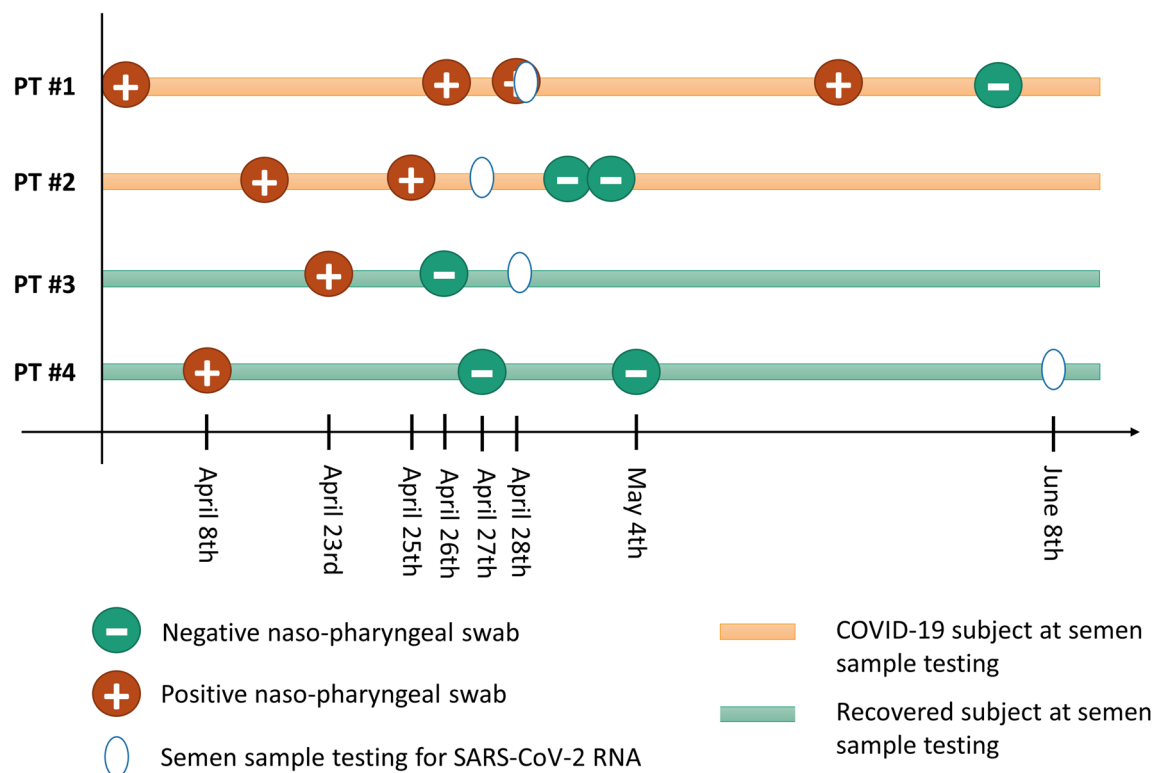 PT #1
PT #2
PT #3
PT #4
April 8th
April 23rd
April 25th
April 26th
April 27th
April 28th
May 4th
June 8th
Negative naso-pharyngeal swab
Positive naso-pharyngeal swab
Semen sample testing for SARS-CoV-2 RNA
COVID-19 subject at semen
sample testing
Recovered subject at semen
sample testing